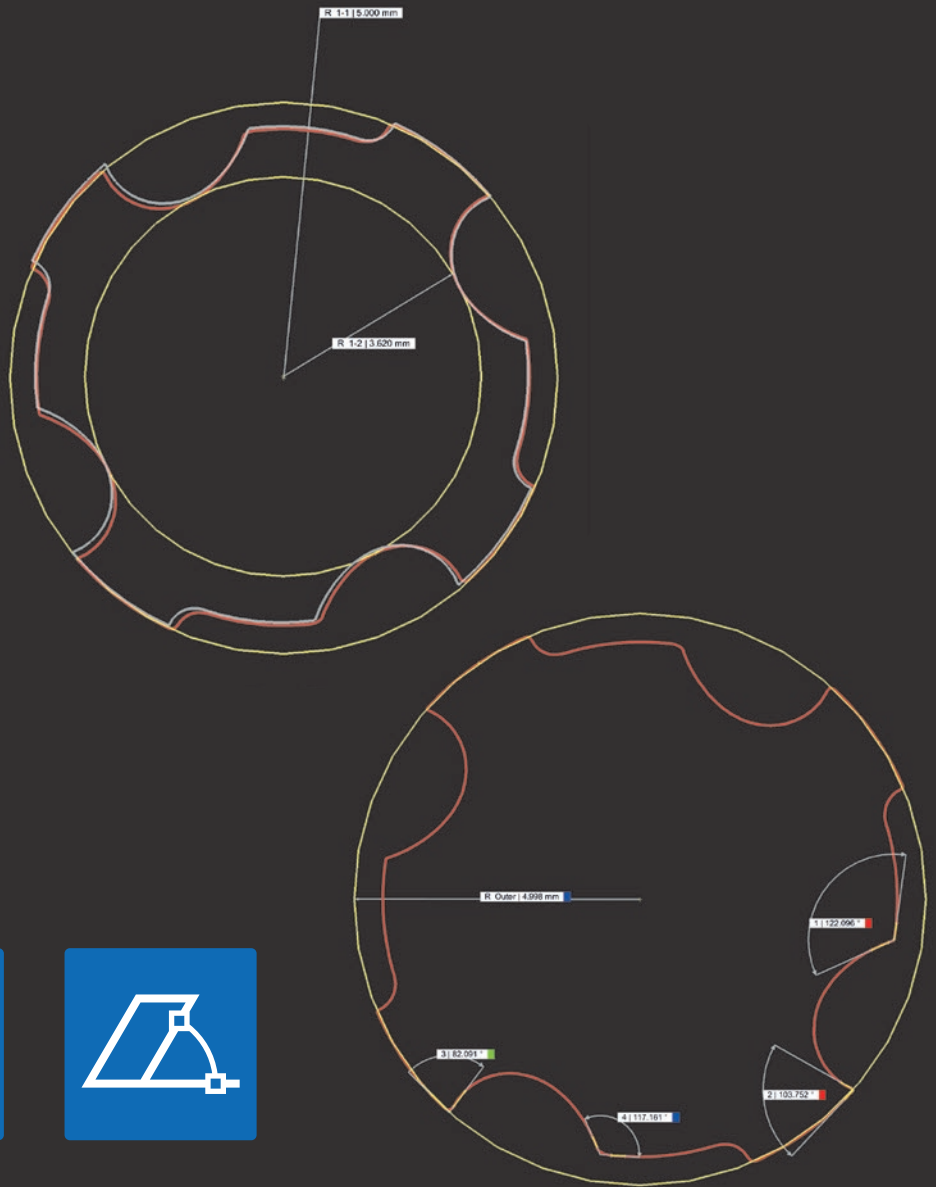 R 1-1 | 5.000 mm
R 1-2 | 3.620 mm
R Outer | 4.998 mm
1 | 122.096 °
3 | 82.091 °
2 | 103.752 °
4 | 117.161 °